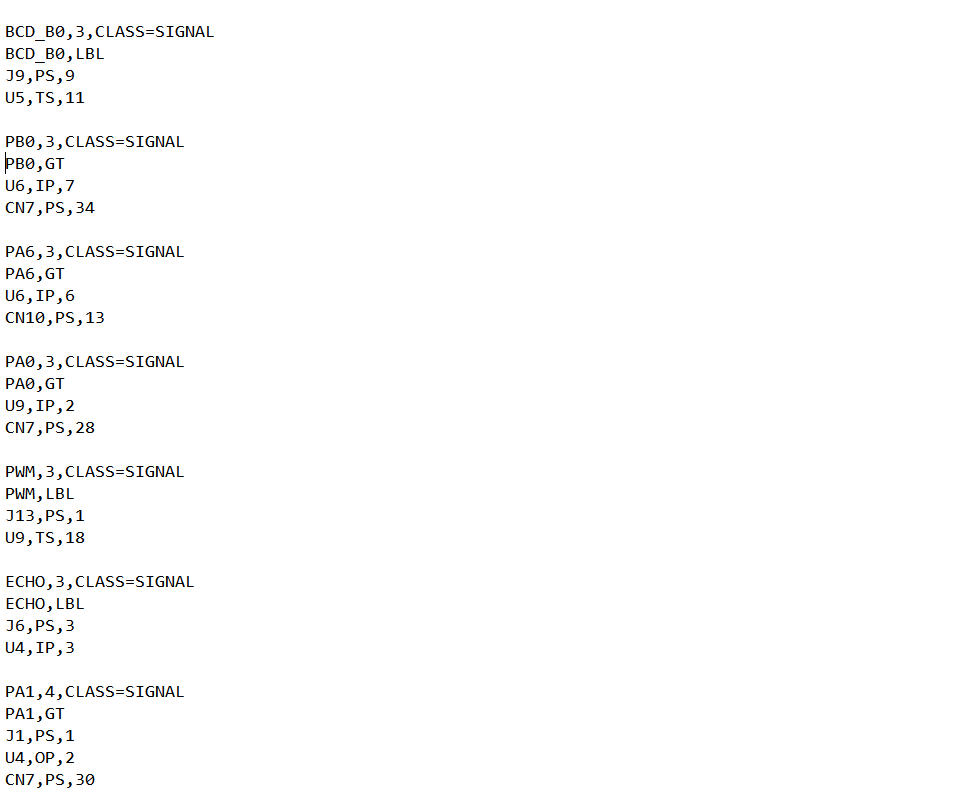 BCD_B0,3,CLASS=SIGNAL
BCD_B0,LBL
J9,PS,9
U5,TS,11

PB0,3,CLASS=SIGNAL
PB0,GT
U6,IP,7
CN7,PS,34

PA6,3,CLASS=SIGNAL
PA6,GT
U6,IP,6
CN10,PS,13

PA0,3,CLASS=SIGNAL
PA0,GT
U9,IP,2
CN7,PS,28

PWM,3,CLASS=SIGNAL
PWM,LBL
J13,PS,1
U9,TS,18

ECHO,3,CLASS=SIGNAL
ECHO,LBL
J6,PS,3
U4,IP,3

PA1,4,CLASS=SIGNAL
PA1,GT
J1,PS,1
U4,OP,2
CN7,PS,30